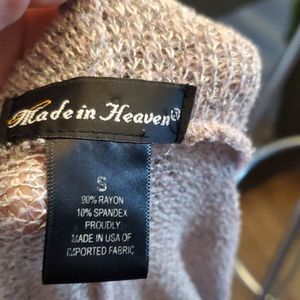 Made in Heaven®
S
90% RAYON
10% SPANDEX
PROUDLY
MADE IN USA OF
IMPORTED FABRIC